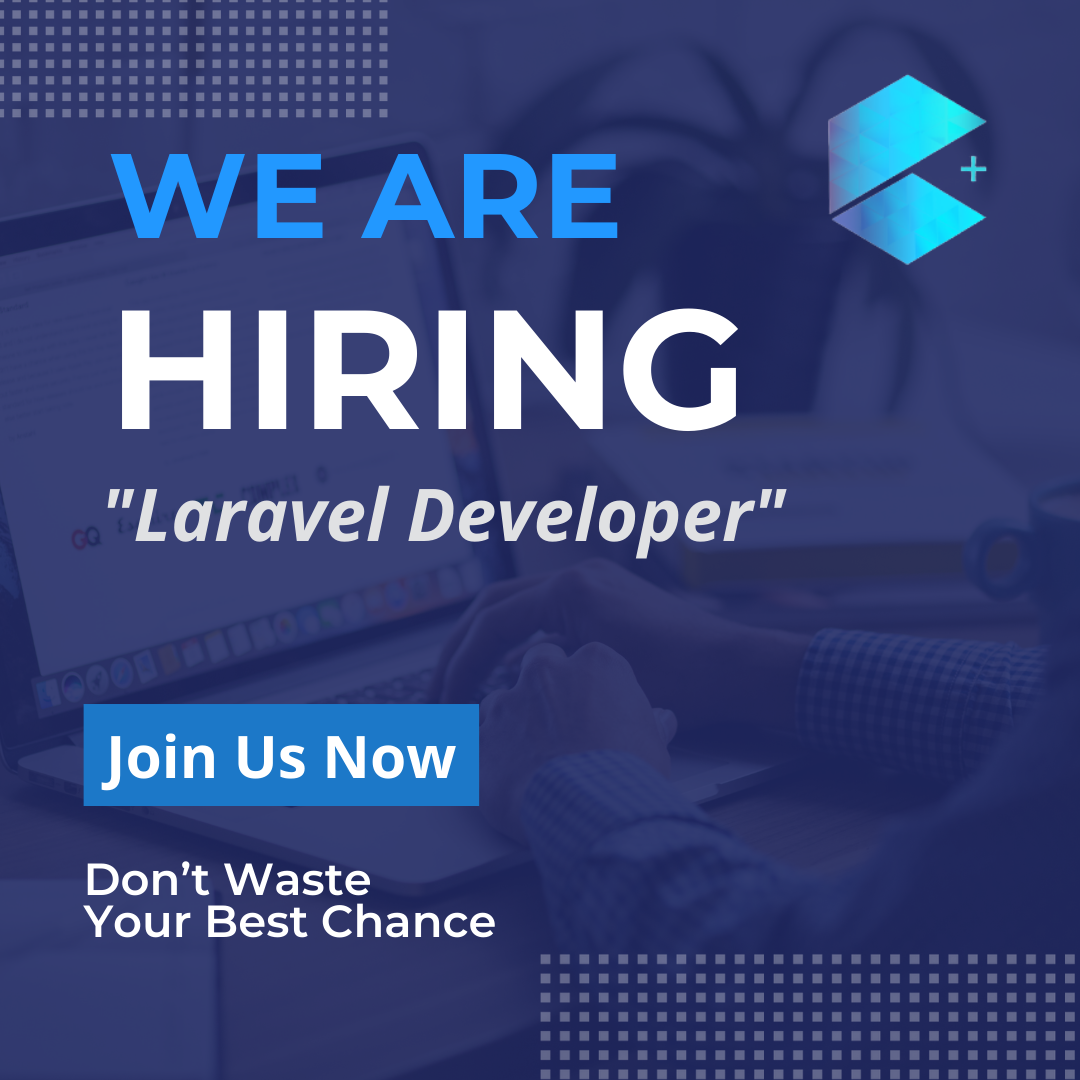 WE ARE
HIRING
"Laravel Developer"
Join Us Now
Don’t Waste
Your Best Chance